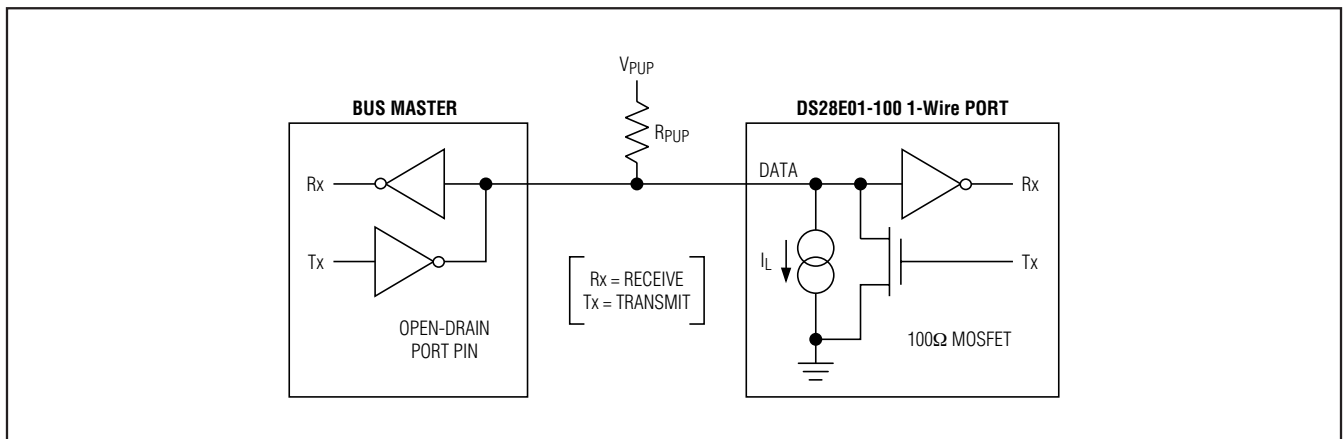 VPUP
BUS MASTER
DS28E01-100 1-Wire PORT
RPUP
DATA
Rx
Rx
Tx
IL
Tx
Rx = RECEIVE
Tx = TRANSMIT
OPEN-DRAIN
PORT PIN
100Ω MOSFET